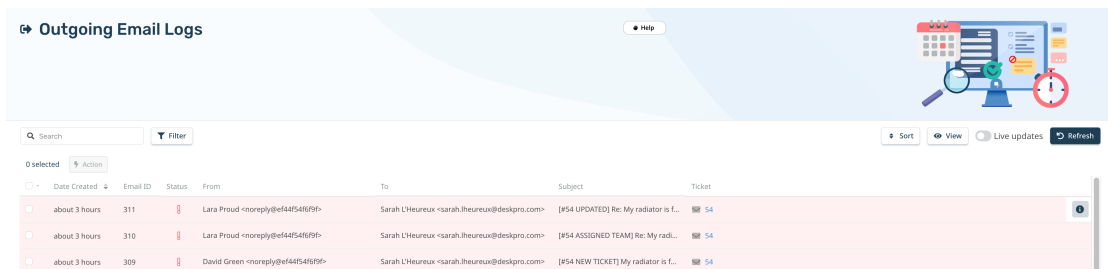 Outgoing Email Logs
Help
Search Filter Sort View Live updates Refresh
0 selected Action
Date Created Email ID Status From To Subject Ticket
about 3 hours 311 Lara Proud <noreply@ef44f54f6f9f> Sarah L'Heureux <sarah.lheureux@deskpro.com> [#54 UPDATED] Re: My radiator is f... 54
about 3 hours 310 Lara Proud <noreply@ef44f54f6f9f> Sarah L'Heureux <sarah.lheureux@deskpro.com> [#54 ASSIGNED TEAM] Re: My radi... 54
about 3 hours 309 David Green <noreply@ef44f54f6f9f> Sarah L'Heureux <sarah.lheureux@deskpro.com> [#54 NEW TICKET] My radiator is f... 54